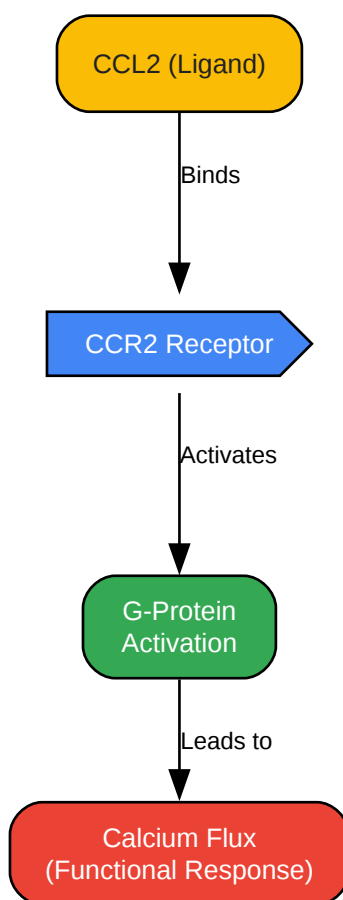 CCL2 (Ligand)
Binds
CCR2 Receptor
Activates
G-Protein
Activation
Leads to
Calcium Flux
(Functional Response)